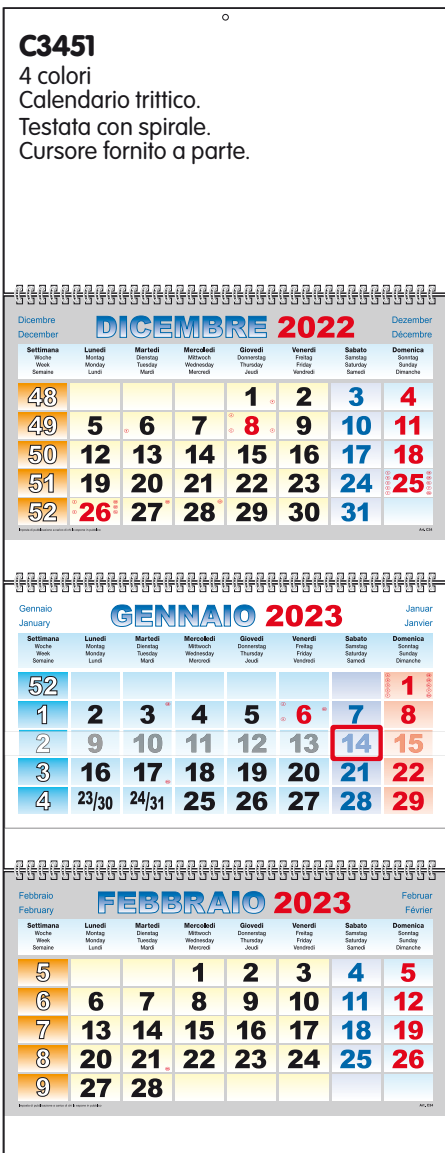 C3451
4 colori
Calendario trittico.
Testata con spirale.
Cursore fornito a parte.
Dicembre December DICEMBRE 2022 Dezember Décembre
Settimana Lunedì Martedì Mercoledì Giovedì Venerdì Sabato Domenica
Woche Montag Dienstag Mittwoch Donnerstag Freitag Samstag Sonntag
Week Monday Tuesday Wednesday Thursday Friday Saturday Sunday
Semaine Lundi Mardi Mercredi Jeudi Vendredi Samedi Dimanche
48 1 2 3 4
49 5 6 7 8 9 10 11
50 12 13 14 15 16 17 18
51 19 20 21 22 23 24 25
52 26 27 28 29 30 31
Gennaio January GENNAIO 2023 Januar Janvier
Settimana Lunedì Martedì Mercoledì Giovedì Venerdì Sabato Domenica
Woche Montag Dienstag Mittwoch Donnerstag Freitag Samstag Sonntag
Week Monday Tuesday Wednesday Thursday Friday Saturday Sunday
Semaine Lundi Mardi Mercredi Jeudi Vendredi Samedi Dimanche
52 1
1 2 3 4 5 6 7 8
2 9 10 11 12 13 14 15
3 16 17 18 19 20 21 22
4 23/30 24/31 25 26 27 28 29
Febbraio February FEBBRAIO 2023 Februar Février
Settimana Lunedì Martedì Mercoledì Giovedì Venerdì Sabato Domenica
Woche Montag Dienstag Mittwoch Donnerstag Freitag Samstag Sonntag
Week Monday Tuesday Wednesday Thursday Friday Saturday Sunday
Semaine Lundi Mardi Mercredi Jeudi Vendredi Samedi Dimanche
5 1 2 3 4 5
6 6 7 8 9 10 11 12
7 13 14 15 16 17 18 19
8 20 21 22 23 24 25 26
9 27 28